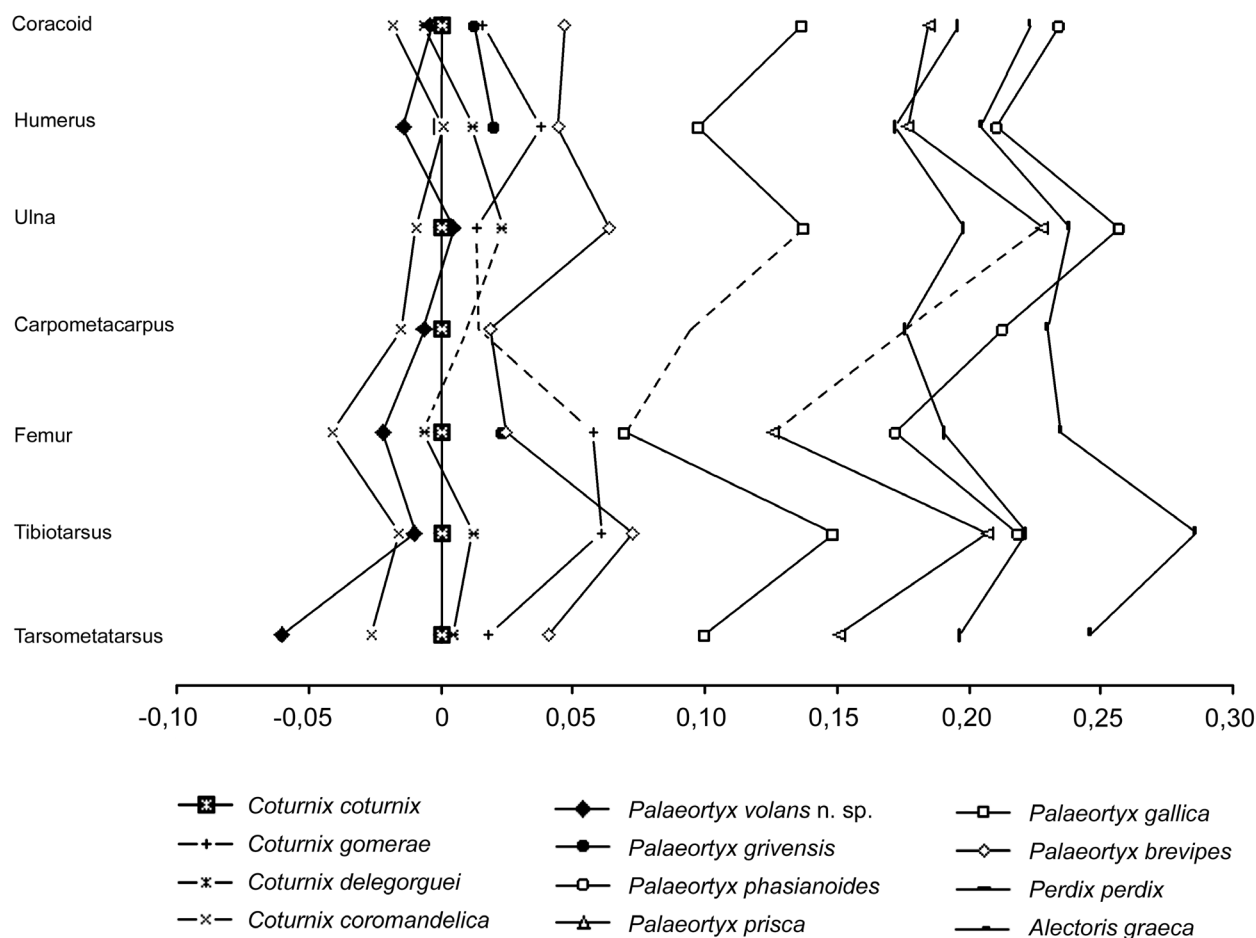 Coracoid
Humerus
Ulna
Carpometacarpus
Femur
Tibiotarsus
Tarsometatarsus
-0,10 -0,05 0 0,05 0,10 0,15 0,20 0,25 0,30
Coturnix coturnix
Coturnix gomerae
Coturnix delegorguei
Coturnix coromandelica
Palaeortyx volans n. sp.
Palaeortyx grivensis
Palaeortyx phasianoides
Palaeortyx prisca
Palaeortyx gallica
Palaeortyx brevipes
Perdix perdix
Alectoris graeca